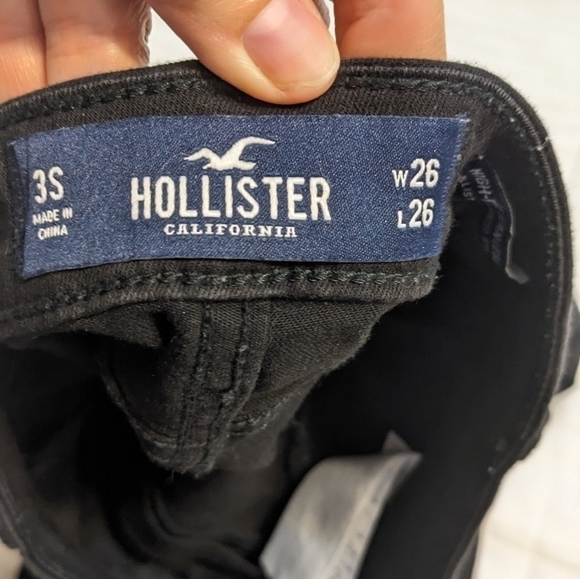 3S
MADE IN
CHINA
HOLLISTER
CALIFORNIA
W26
L26